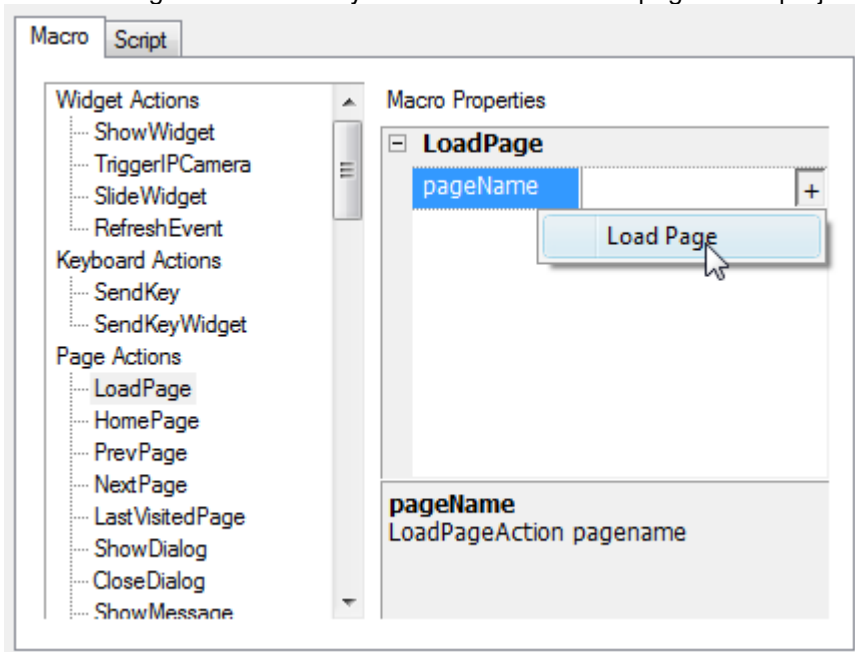 Macro
Script
Widget Actions
ShowWidget
TriggerIPCamera
SlideWidget
RefreshEvent
Keyboard Actions
SendKey
SendKeyWidget
Page Actions
LoadPage
HomePage
PrevPage
NextPage
LastVisitedPage
ShowDialog
CloseDialog
ShowMessage
Macro Properties
LoadPage
pageName
+
Load Page
pageName
LoadPageAction pagename